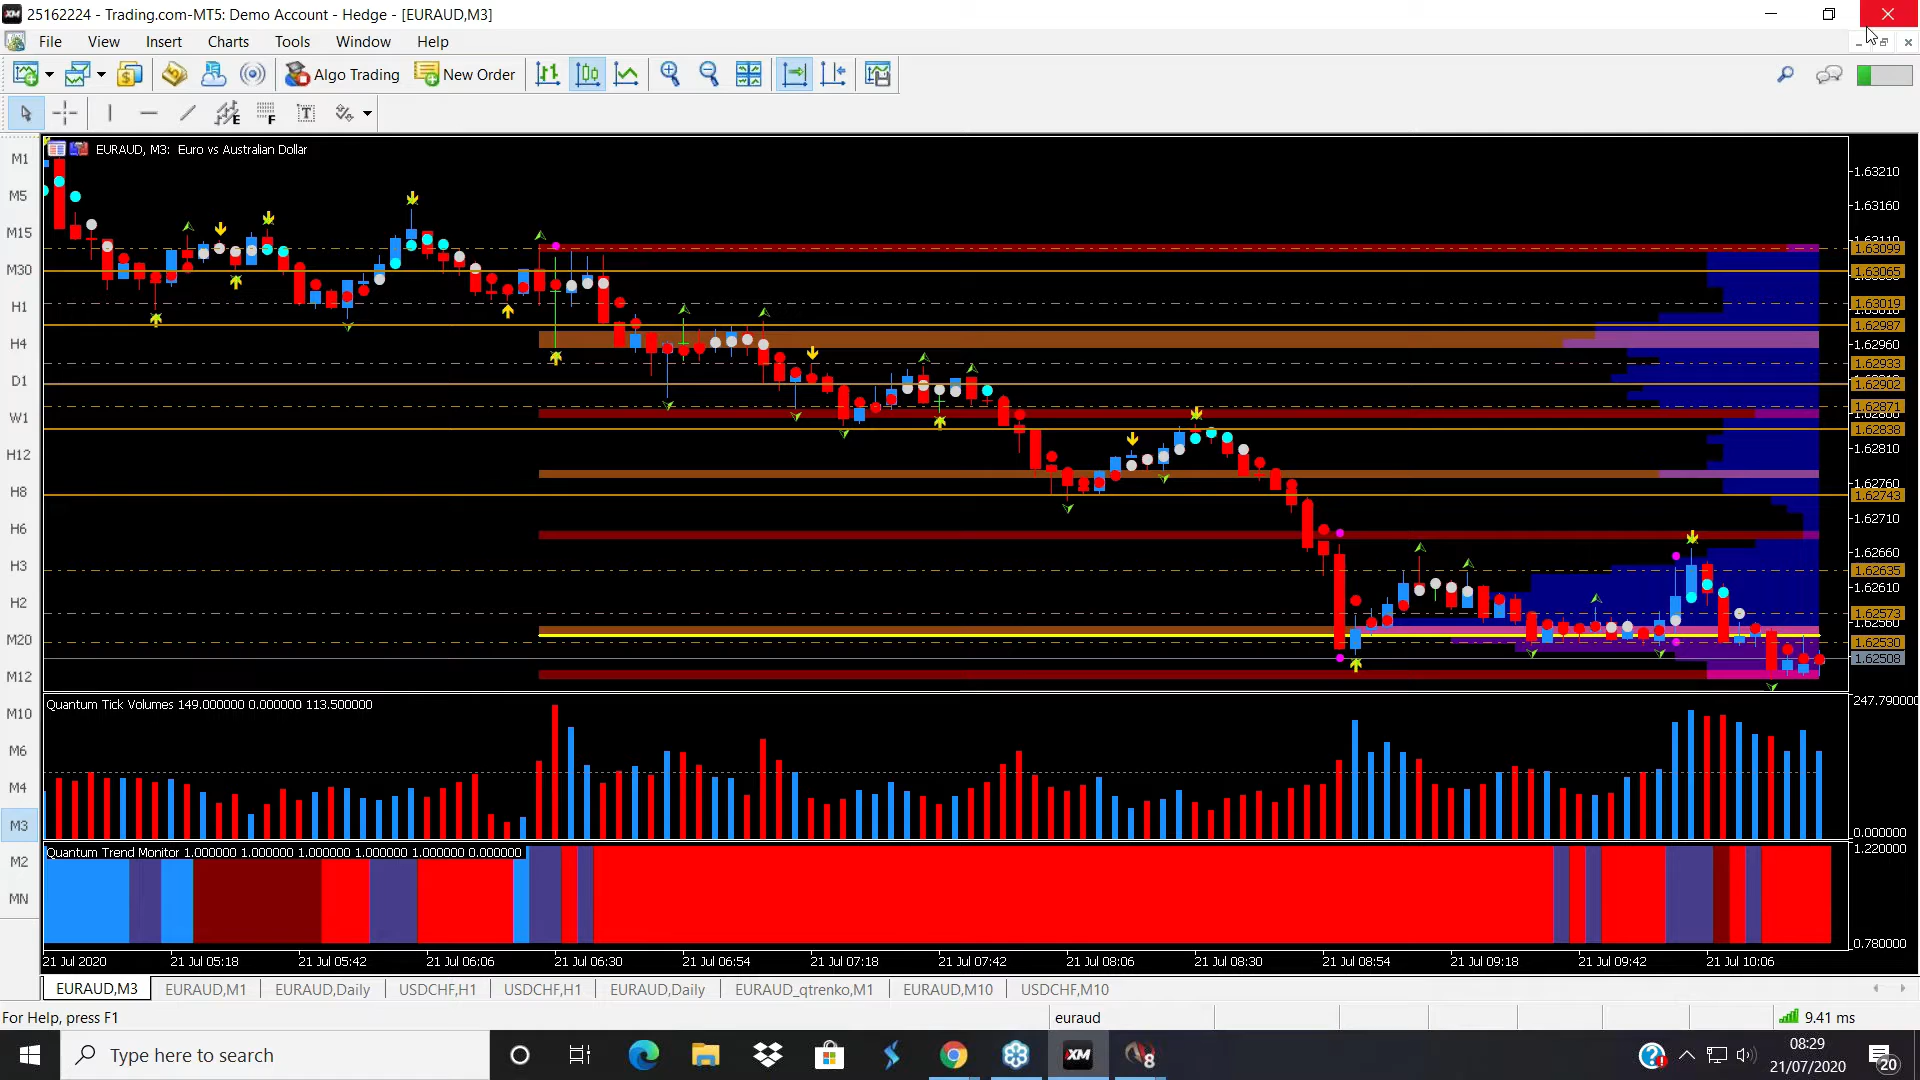 25162224 - Trading.com-MT5: Demo Account - Hedge - [EURAUD,M3]
File View Insert Charts Tools Window Help
Algo Trading New Order
E F T
M1
M5
M15
M30
H1
H4
D1
W1
H12
H8
H6
H3
H2
M20
M12
M10
M6
M4
M3
M2
MN
EURAUD, M3: Euro vs Australian Dollar
1.63210
1.63160
1.63099
1.63065
1.63019
1.62987
1.62960
1.62933
1.62902
1.62871
1.62838
1.62810
1.62760
1.62743
1.62710
1.62660
1.62635
1.62610
1.62573
1.62560
1.62530
1.62508
Quantum Tick Volumes 149.000000 0.000000 113.500000
247.790000
0.000000
Quantum Trend Monitor 1.000000 1.000000 1.000000 1.000000 1.000000 0.000000
1.220000
0.780000
21 Jul 2020 21 Jul 05:18 21 Jul 05:42 21 Jul 06:06 21 Jul 06:30 21 Jul 06:54 21 Jul 07:18 21 Jul 07:42 21 Jul 08:06 21 Jul 08:30 21 Jul 08:54 21 Jul 09:18 21 Jul 09:42 21 Jul 10:06
EURAUD,M3 EURAUD,M1 EURAUD,Daily USDCHF,H1 USDCHF,H1 EURAUD,Daily EURAUD_qtrenko,M1 EURAUD,M10 USDCHF,M10
For Help, press F1 euraud 9.41 ms
Type here to search
XM
8
08:29
21/07/2020
20